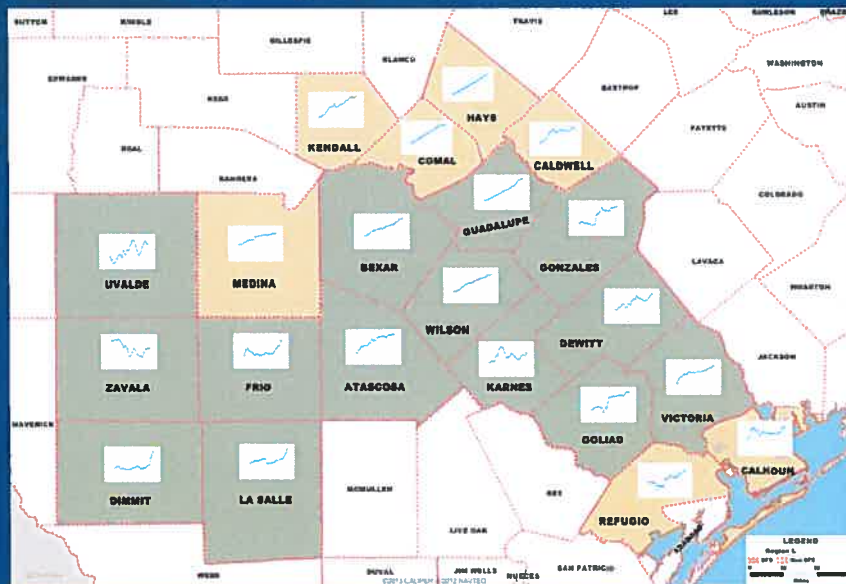 SUTTON
KIMBLE
GILLESPIE
BLANCO
TRAVIS
LEE
BURLESON
WASHINGTON
AUSTIN
EDWARDS
KERR
KENDALL
HAYS
BASTROP
FAYETTE
REAL
BANDERA
COMAL
CALDWELL
COLORADO
UVALDE
MEDINA
BEXAR
GUADALUPE
GONZALES
LAVACA
WHARTON
WILSON
DEWITT
JACKSON
ZAVALA
FRIO
ATASCOSA
KARNES
VICTORIA
MAVERICK
GOLIAD
DIMMIT
LA SALLE
MCMULLEN
BEE
CALHOUN
LIVE OAK
REFUGIO
LEGEND
Region L
WEBB
DUVAL
JIM WELLS
NUECES
SAN PATRIC